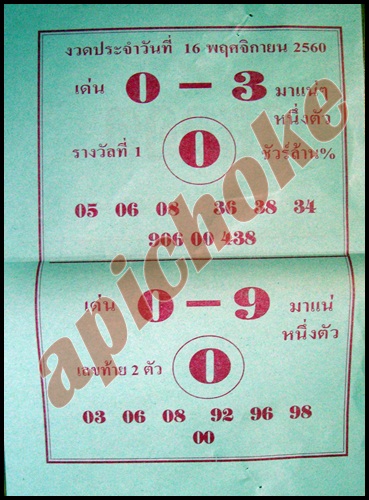 งวดประจำวันที่ 16 พฤศจิกายน 2560
เด่น 0 – 3 มาแน่ๆ
หนึ่งตัว
รางวัลที่ 1 0 ชัวร์ล้าน%
05 06 08 36 38 34
906 00 438
เด่น 0 – 9 มาแน่
หนึ่งตัว
เลขท้าย 2 ตัว 0
03 06 08 92 96 98
00
apichoke